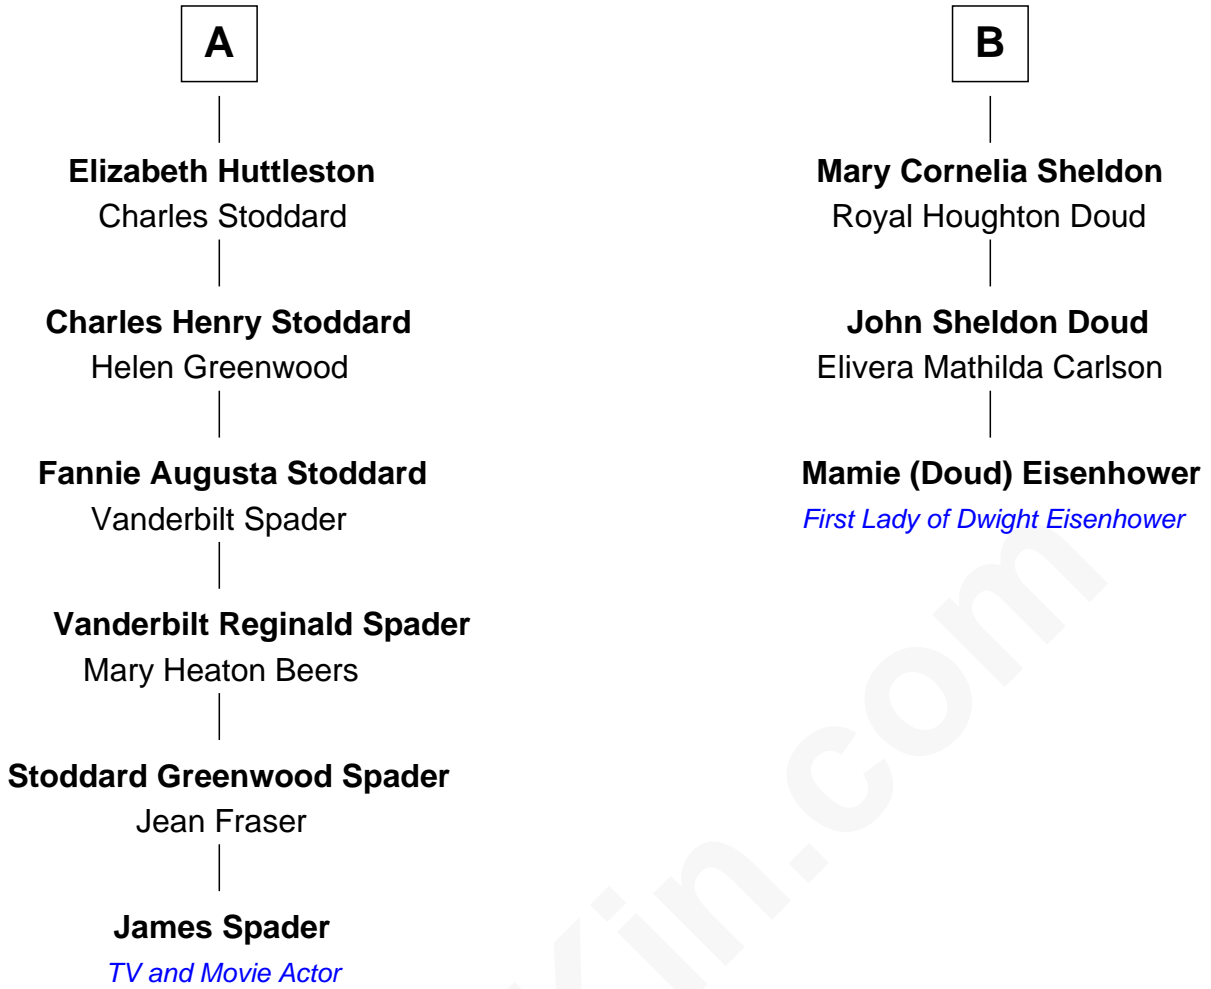 A
Elizabeth Huttleston
Charles Stoddard
Charles Henry Stoddard
Helen Greenwood
Fannie Augusta Stoddard
Vanderbilt Spader
Vanderbilt Reginald Spader
Mary Heaton Beers
Stoddard Greenwood Spader
Jean Fraser
James Spader
TV and Movie Actor
B
Mary Cornelia Sheldon
Royal Houghton Doud
John Sheldon Doud
Elivera Mathilda Carlson
Mamie (Doud) Eisenhower
First Lady of Dwight Eisenhower